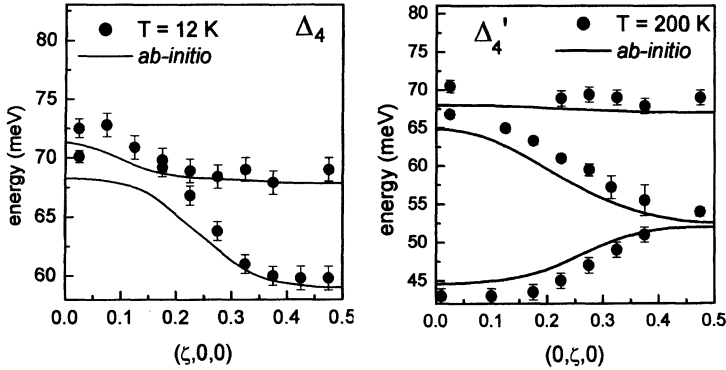 Δ4
T = 12 K
ab-initio
energy (meV)
80
75
70
65
60
0.0 0.1 0.2 0.3 0.4 0.5
(ζ,0,0)
Δ4'
T = 200 K
ab-initio
energy (meV)
80
75
70
65
60
55
50
45
0.0 0.1 0.2 0.3 0.4 0.5
(0,ζ,0)